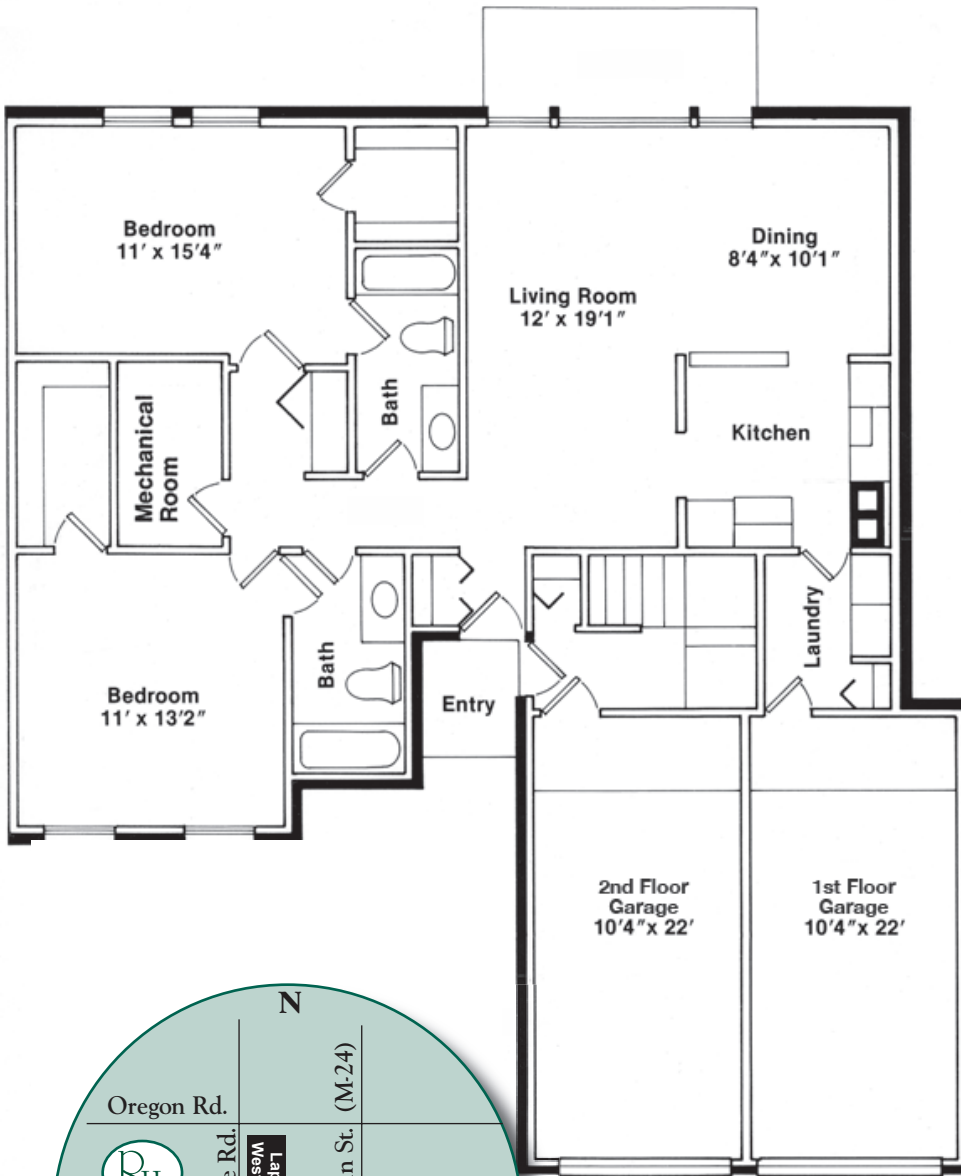 Bedroom
11' x 15'4"
Dining
8'4"x 10'1"
Living Room
12' x 19'1"
Bath
Mechanical
Room
Kitchen
Laundry
Bath
Entry
Bedroom
11' x 13'2"
2nd Floor
Garage
10'4"x 22'
1st Floor
Garage
10'4"x 22'
N
(M-24)
Oregon Rd.
Rd.
St.